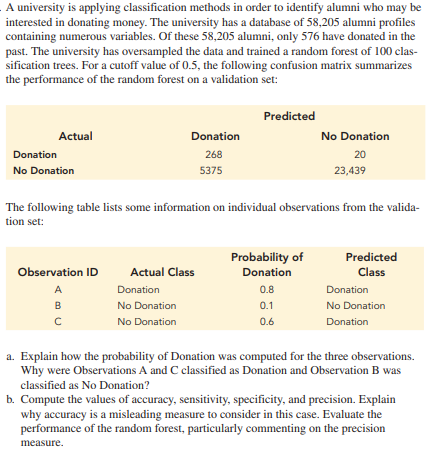 . A university is applying classification methods in order to identify alumni who may be
interested in donating money. The university has a database of 58,205 alumni profiles
containing numerous variables. Of these 58,205 alumni, only 576 have donated in the
past. The university has oversampled the data and trained a random forest of 100 clas-
sification trees. For a cutoff value of 0.5, the following confusion matrix summarizes
the performance of the random forest on a validation set:
Predicted
Actual Donation No Donation
Donation 268 20
No Donation 5375 23,439
The following table lists some information on individual observations from the valida-
tion set:
Probability of Predicted
Observation ID Actual Class Donation Class
A Donation 0.8 Donation
B No Donation 0.1 No Donation
C No Donation 0.6 Donation
a. Explain how the probability of Donation was computed for the three observations.
Why were Observations A and C classified as Donation and Observation B was
classified as No Donation?
b. Compute the values of accuracy, sensitivity, specificity, and precision. Explain
why accuracy is a misleading measure to consider in this case. Evaluate the
performance of the random forest, particularly commenting on the precision
measure.